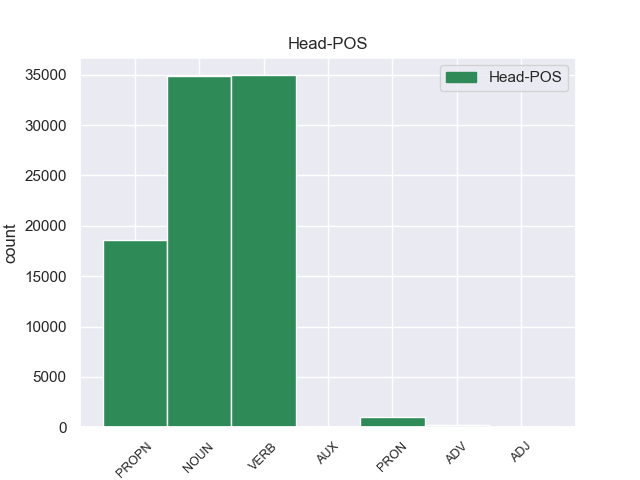 Head-POS
Head-POS
35000
30000
25000
20000
15000
10000
5000
0
count
PROPN
NOUN
VERB
AUX
PRON
ADV
ADJ